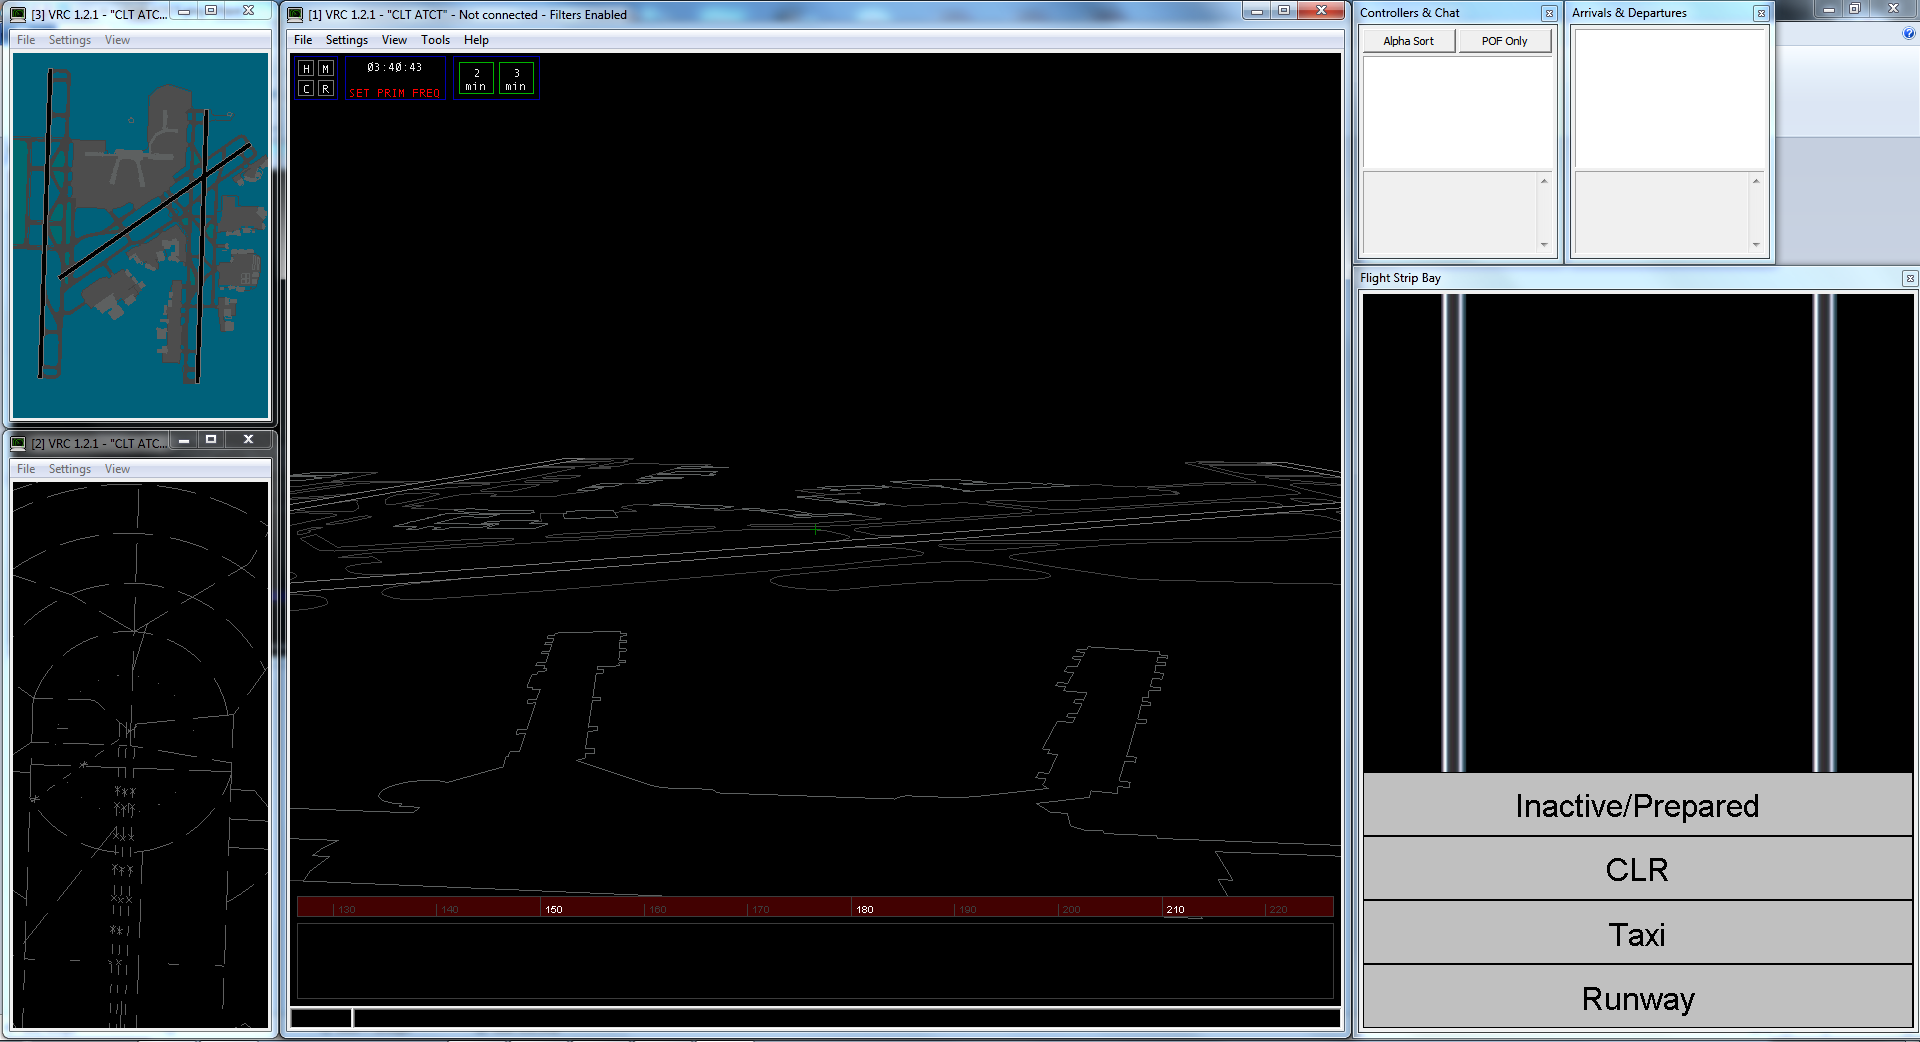 [3] VRC 1.2.1 - "CLT ATC...
File Settings View
[2] VRC 1.2.1 - "CLT ATC...
File Settings View
[1] VRC 1.2.1 - "CLT ATCT" - Not connected - Filters Enabled
File Settings View Tools Help
H M
C R
03:40:43
SET PRIM FREQ
2 min
3 min
130 140 150 160 170 180 190 200 210 220
Controllers & Chat
Alpha Sort POF Only
Arrivals & Departures
Flight Strip Bay
Inactive/Prepared
CLR
Taxi
Runway